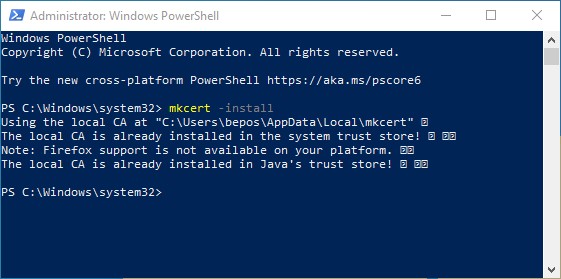 Administrator: Windows PowerShell
Windows PowerShell
Copyright (C) Microsoft Corporation. All rights reserved.
Try the new cross-platform PowerShell https://aka.ms/pscore6
PS C:\Windows\system32> mkcert -install
Using the local CA at "C:\Users\bepos\AppData\Local\mkcert"
The local CA is already installed in the system trust store!
Note: Firefox support is not available on your platform.
The local CA is already installed in Java's trust store!
PS C:\Windows\system32>